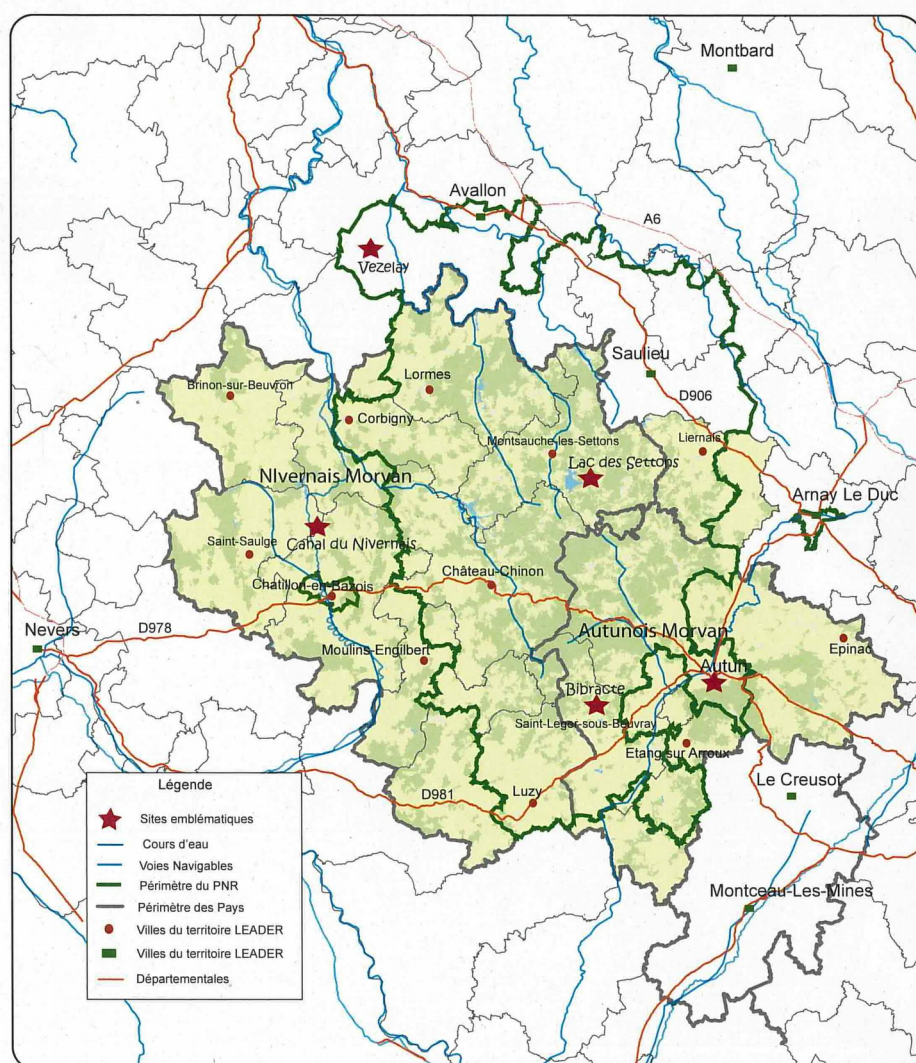 Montbard
Avallon
A6
Vezelay
Saulieu
Lormes
D906
Brinon-sur-Beuvron
Corbigny
Montsauche-les-Settons
Liernais
Lac des Settons
NIvernais Morvan
Arnay Le Duc
Canal du Nivernais
Saint-Saulge
Château-Chinon
Chatillon-en-Bazois
Nevers
D978
Autunois Morvan
Epinac
Moulins-Engilbert
Autun
Bibracte
Saint-Leger-sous-Beuvray
Etang sur Arroux
Le Creusot
D981
Luzy
Montceau-Les-Mines
Légende
Sites emblématiques
Cours d'eau
Voies Navigables
Périmètre du PNR
Périmètre des Pays
Villes du territoire LEADER
Villes du territoire LEADER
Départementales